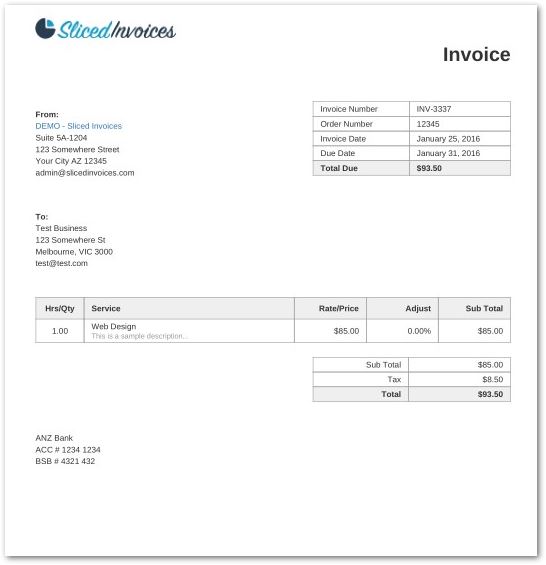 Sliced Invoices
Invoice
From:
DEMO - Sliced Invoices
Suite 5A-1204
123 Somewhere Street
Your City AZ 12345
admin@slicedinvoices.com
Invoice Number INV-3337
Order Number 12345
Invoice Date January 25, 2016
Due Date January 31, 2016
Total Due $93.50
To:
Test Business
123 Somewhere St
Melbourne, VIC 3000
test@test.com
Hrs/Qty Service Rate/Price Adjust Sub Total
1.00 Web Design $85.00 0.00% $85.00
This is a sample description...
Sub Total $85.00
Tax $8.50
Total $93.50
ANZ Bank
ACC # 1234 1234
BSB # 4321 432